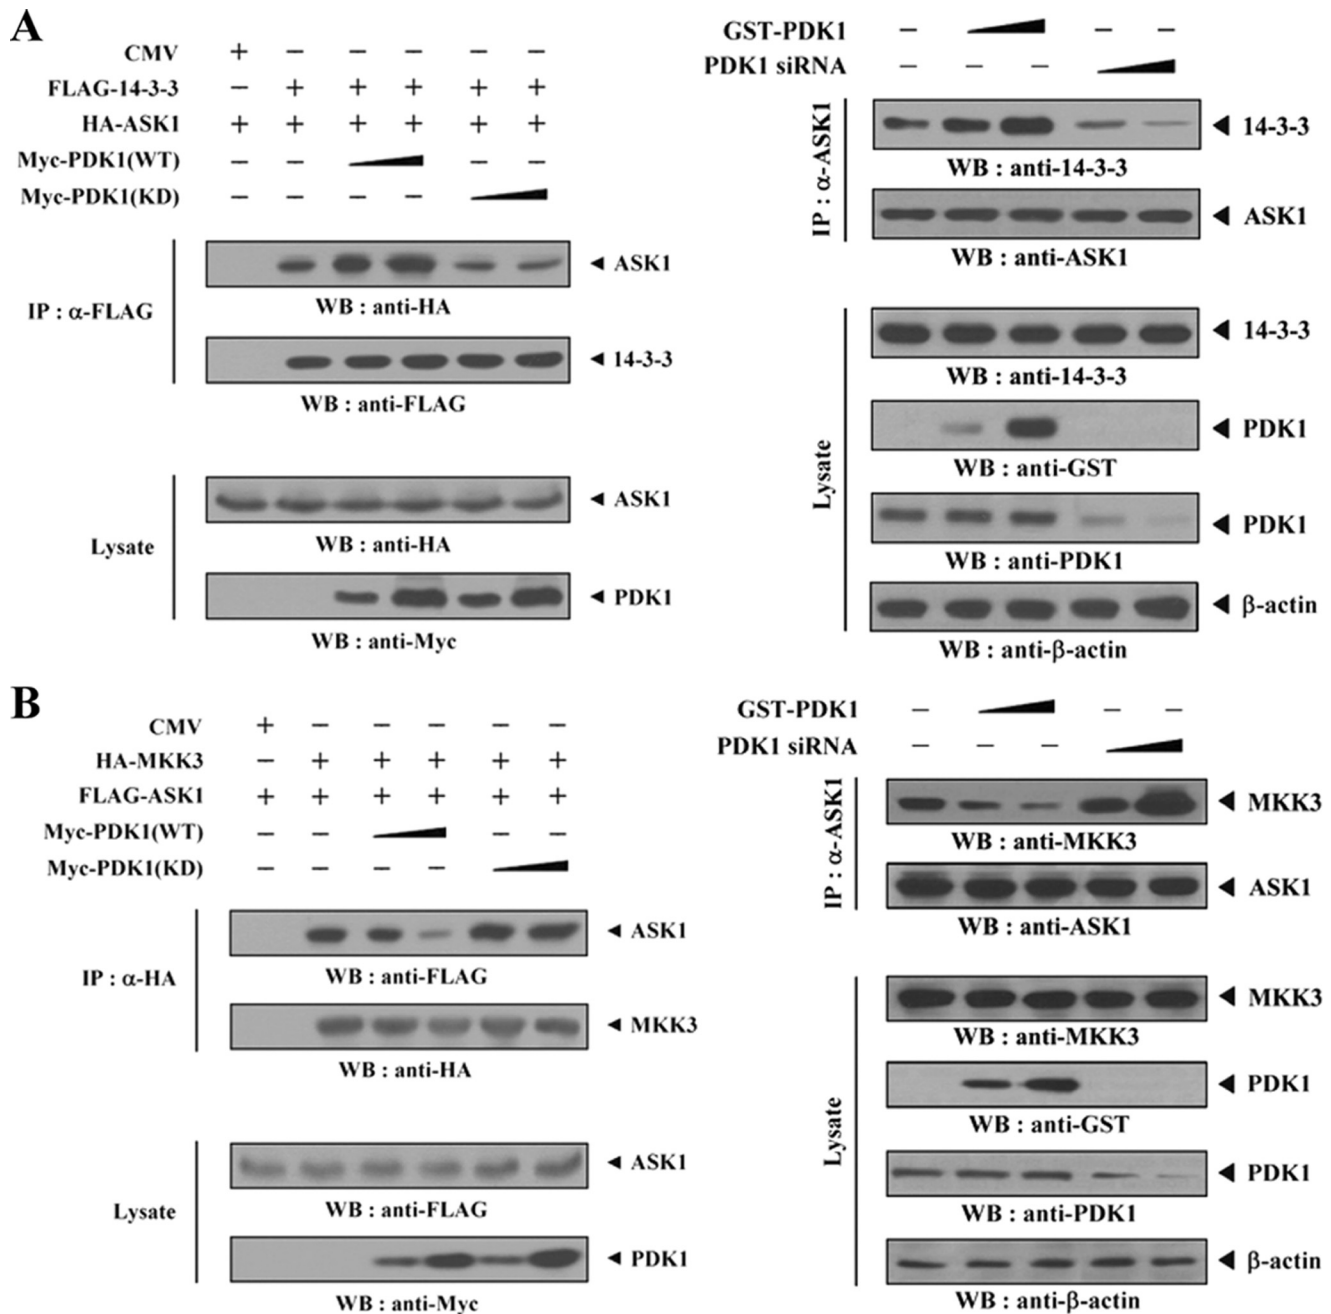 A
CMV + – – – – –
FLAG-14-3-3 – + + + + +
HA-ASK1 + + + + + +
Myc-PDK1(WT) – – – –
Myc-PDK1(KD) – – – –
IP : α-FLAG
ASK1
WB : anti-HA
14-3-3
WB : anti-FLAG
Lysate
ASK1
WB : anti-HA
PDK1
WB : anti-Myc
GST-PDK1 – – –
PDK1 siRNA – – –
IP : α-ASK1
14-3-3
WB : anti-14-3-3
ASK1
WB : anti-ASK1
Lysate
14-3-3
WB : anti-14-3-3
PDK1
WB : anti-GST
PDK1
WB : anti-PDK1
β-actin
WB : anti-β-actin
B
CMV + – – – – –
HA-MKK3 – + + + + +
FLAG-ASK1 + + + + + +
Myc-PDK1(WT) – – – –
Myc-PDK1(KD) – – – –
IP : α-HA
ASK1
WB : anti-FLAG
MKK3
WB : anti-HA
Lysate
ASK1
WB : anti-FLAG
PDK1
WB : anti-Myc
GST-PDK1 – – –
PDK1 siRNA – – –
IP : α-ASK1
MKK3
WB : anti-MKK3
ASK1
WB : anti-ASK1
Lysate
MKK3
WB : anti-MKK3
PDK1
WB : anti-GST
PDK1
WB : anti-PDK1
β-actin
WB : anti-β-actin